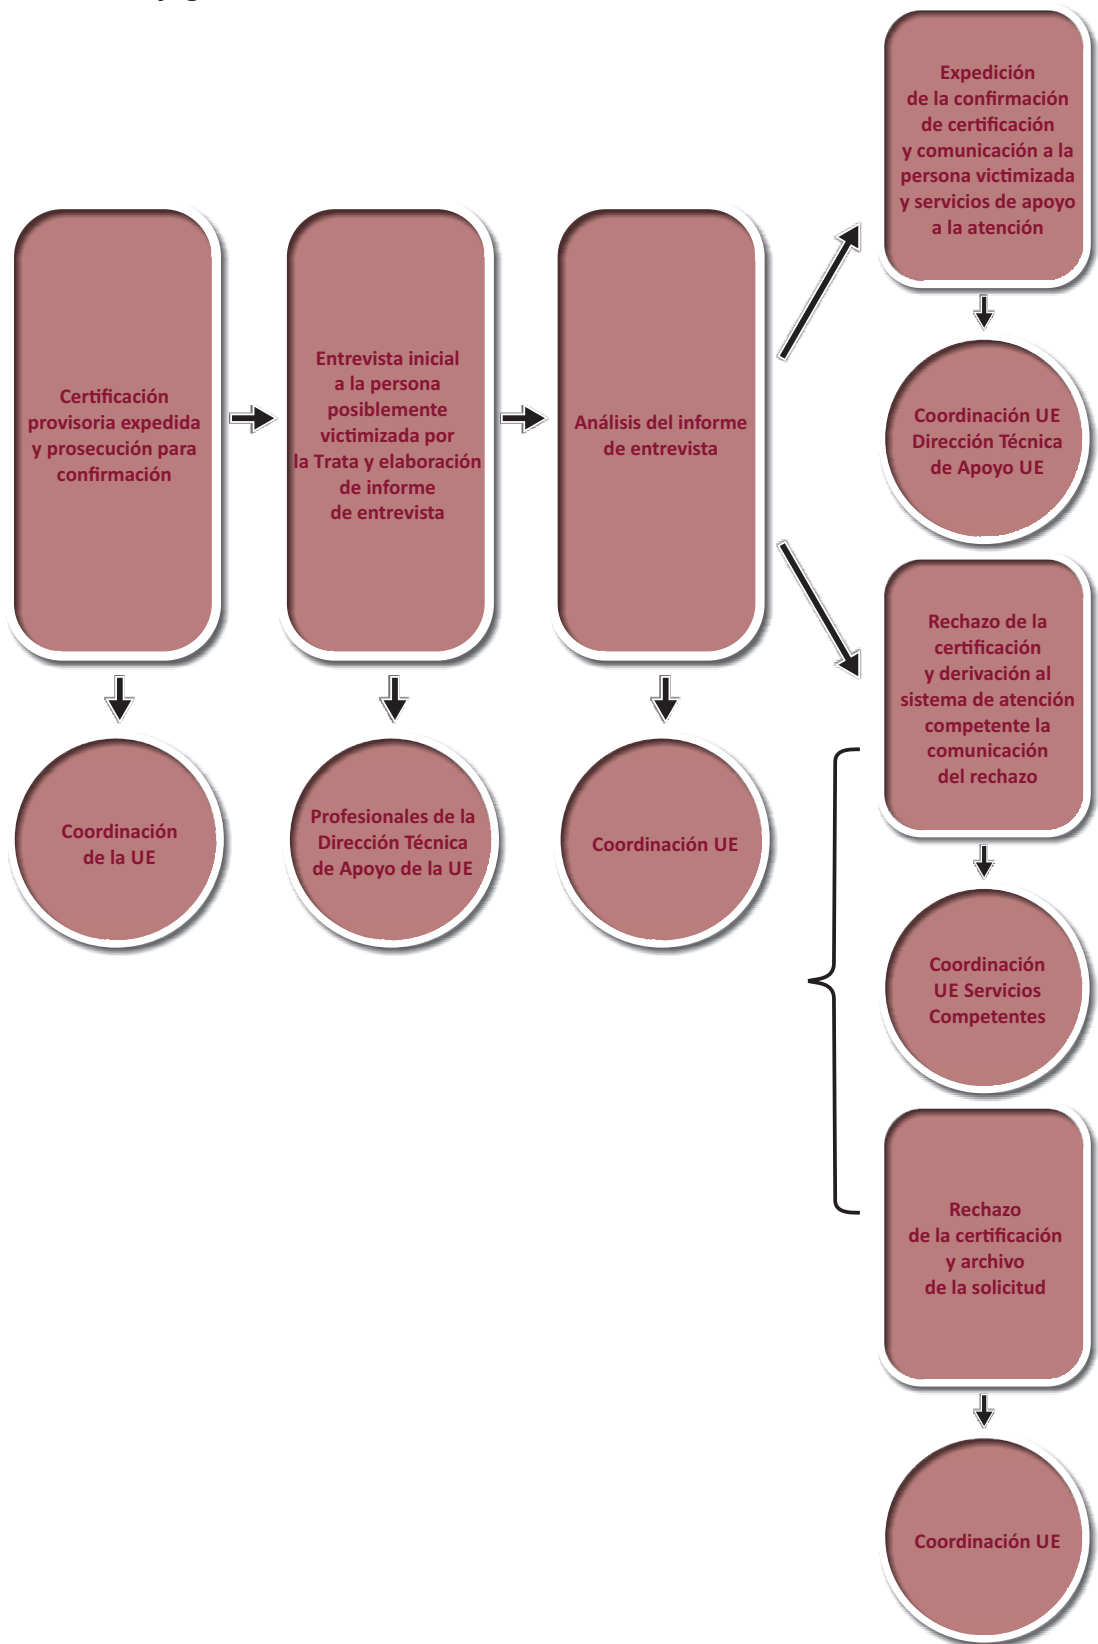 Certificación
provisoria expedida
y prosecución para
confirmación
Coordinación
de la UE
Entrevista inicial
a la persona
posiblemente
victimizada por
la Trata y elaboración
de informe
de entrevista
Profesionales de la
Dirección Técnica
de Apoyo de la UE
Análisis del informe
de entrevista
Coordinación UE
Expedición
de la confirmación
de certificación
y comunicación a la
persona victimizada
y servicios de apoyo
a la atención
Coordinación UE
Dirección Técnica
de Apoyo UE
Rechazo de la
certificación
y derivación al
sistema de atención
competente la
comunicación
del rechazo
Coordinación
UE Servicios
Competentes
Rechazo
de la certificación
y archivo
de la solicitud
Coordinación UE